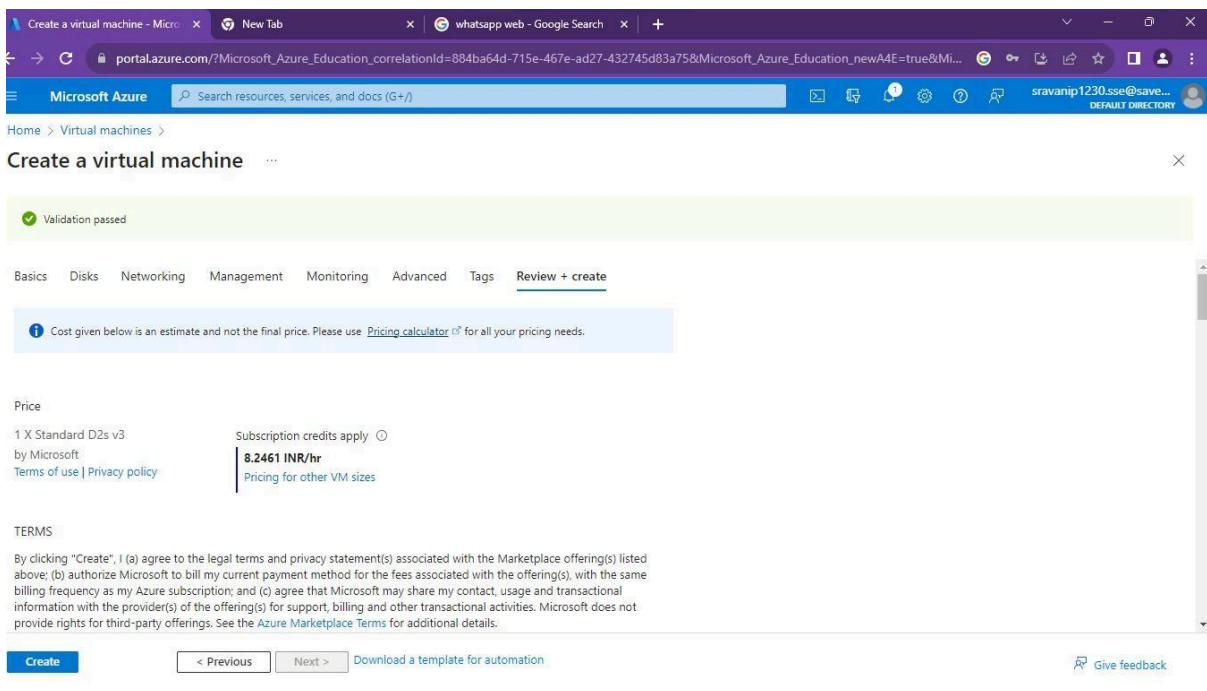 Create a virtual machine - Micro
New Tab
whatsapp web - Google Search
portal.azure.com/?Microsoft_Azure_Education_correlationId=884ba64d-715e-467e-ad27-432745d83a75&Microsoft_Azure_Education_newA4E=true&Mi...
Microsoft Azure
Search resources, services, and docs (G+/)
1
sravanip1230.sse@save...
DEFAULT DIRECTORY
Home > Virtual machines >
Create a virtual machine ...
Validation passed
Basics Disks Networking Management Monitoring Advanced Tags Review + create
Cost given below is an estimate and not the final price. Please use Pricing calculator for all your pricing needs.
Price
1 X Standard D2s v3
by Microsoft
Terms of use | Privacy policy
Subscription credits apply
8.2461 INR/hr
Pricing for other VM sizes
TERMS
By clicking "Create", I (a) agree to the legal terms and privacy statement(s) associated with the Marketplace offering(s) listed
above; (b) authorize Microsoft to bill my current payment method for the fees associated with the offering(s), with the same
billing frequency as my Azure subscription; and (c) agree that Microsoft may share my contact, usage and transactional
information with the provider(s) of the offering(s) for support, billing and other transactional activities. Microsoft does not
provide rights for third-party offerings. See the Azure Marketplace Terms for additional details.
Create < Previous Next > Download a template for automation Give feedback